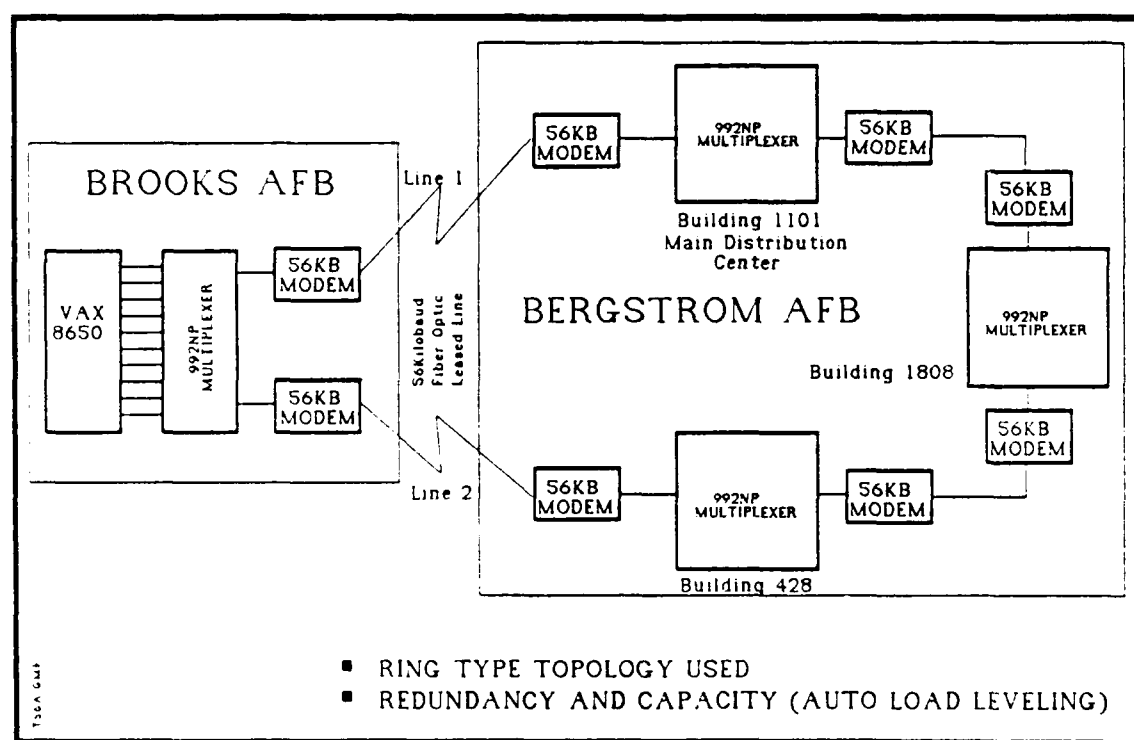 BROOKS AFB
VAX
8650
992NP
MULTIPLEXER
56KB
MODEM
56KB
MODEM
Line 1
56Kilobaud
Fiber Optic
Leased Line
Line 2
56KB
MODEM
992NP
MULTIPLEXER
Building 1101
Main Distribution
Center
56KB
MODEM
56KB
MODEM
BERGSTROM AFB
992NP
MULTIPLEXER
Building 1808
56KB
MODEM
56KB
MODEM
992NP
MULTIPLEXER
Building 428
56KB
MODEM
▪ RING TYPE TOPOLOGY USED
▪ REDUNDANCY AND CAPACITY (AUTO LOAD LEVELING)